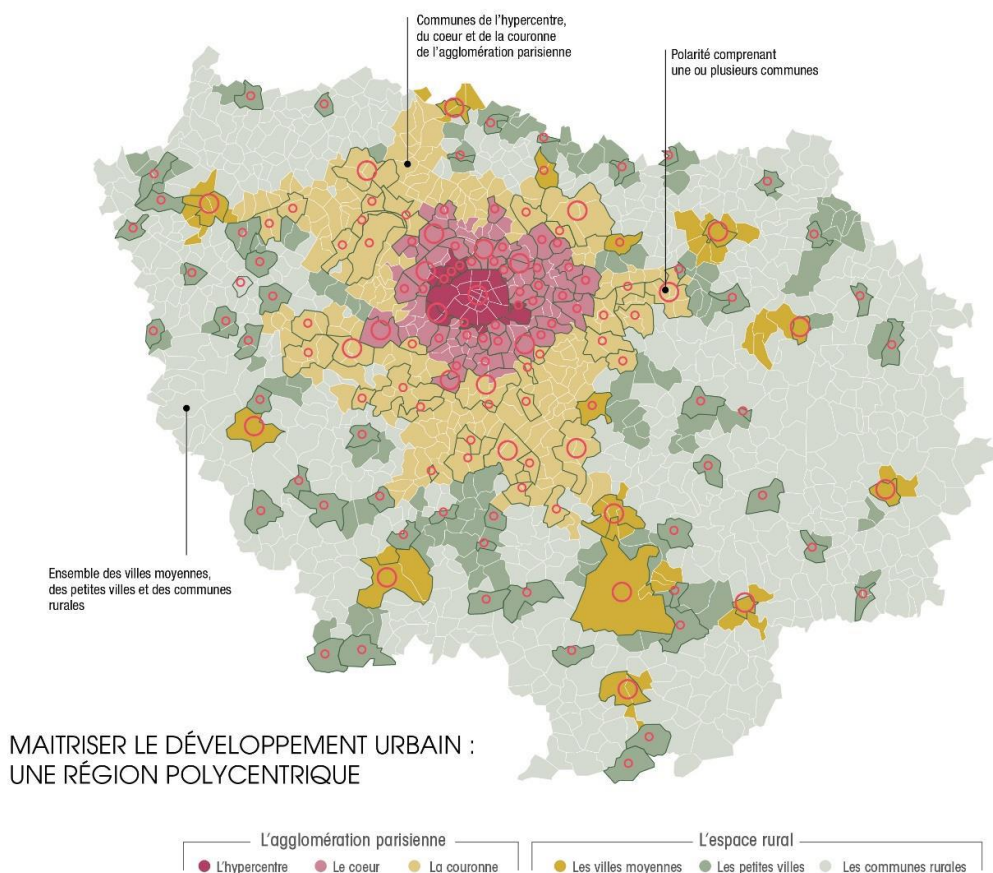 Communes de l'hypercentre,
du coeur et de la couronne
de l'agglomération parisienne
Polarité comprenant
une ou plusieurs communes
Ensemble des villes moyennes,
des petites villes et des communes
rurales
MAITRISER LE DÉVELOPPEMENT URBAIN :
UNE RÉGION POLYCENTRIQUE
L'agglomération parisienne
L'hypercentre Le coeur La couronne
L'espace rural
Les villes moyennes Les petites villes Les communes rurales